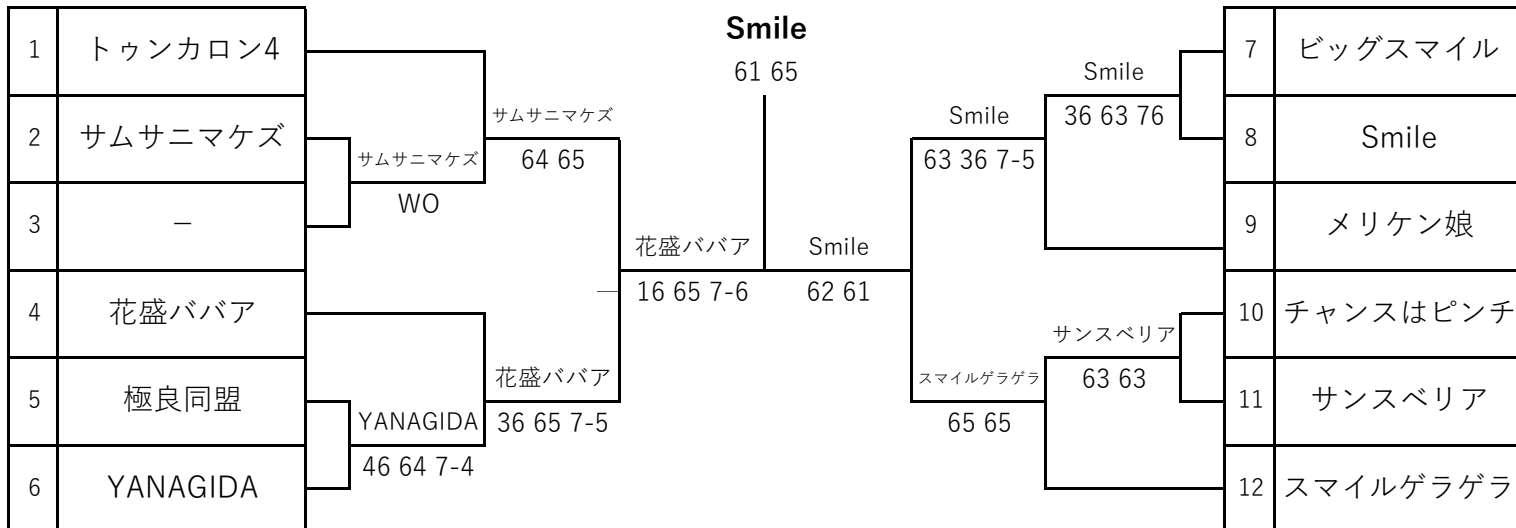 Smile
61 65
1 トゥンカロン4
2 サムサニマケズ
3 －
4 花盛ババア
5 極良同盟
6 YANAGIDA
サムサニマケズ
WO
YANAGIDA
46 64 7-4
サムサニマケズ
64 65
花盛ババア
36 65 7-5
花盛ババア
16 65 7-6
Smile
62 61
Smile
63 36 7-5
スマイルゲラゲラ
65 65
Smile
36 63 76
サンスベリア
63 63
7 ビッグスマイル
8 Smile
9 メリケン娘
10 チャンスはピンチ
11 サンスベリア
12 スマイルゲラゲラ